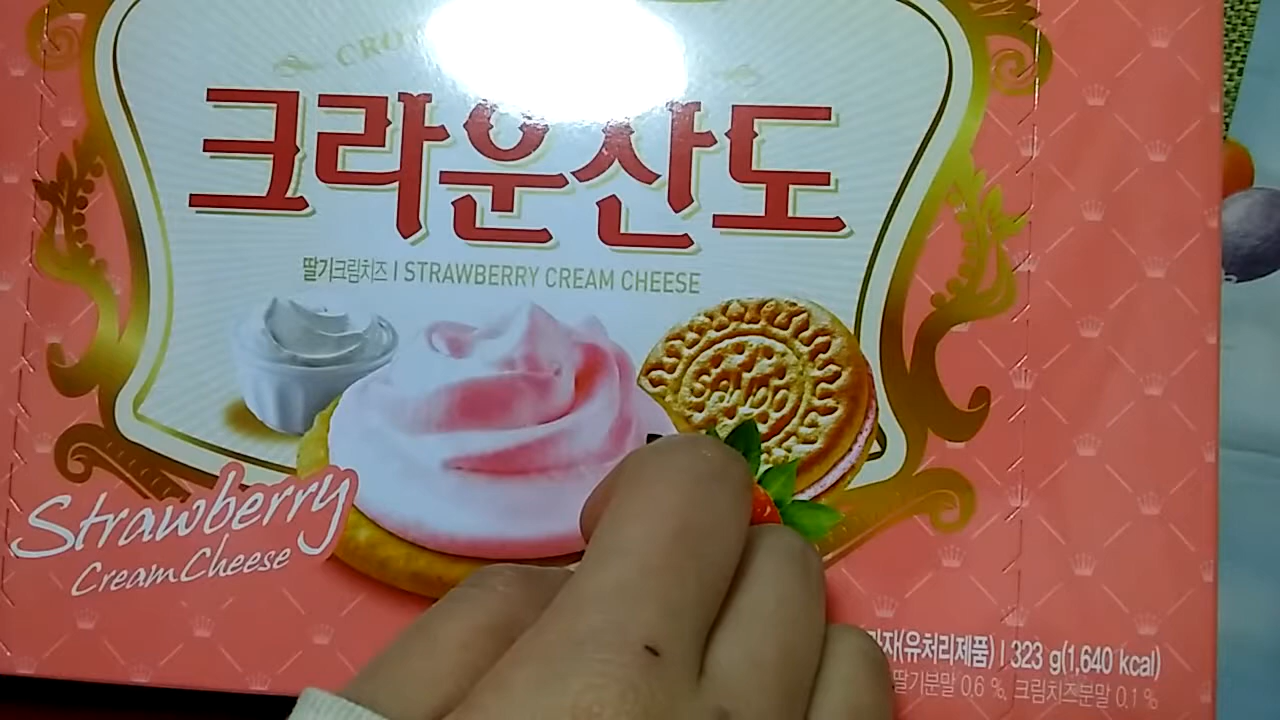 크라운산도
딸기크림치즈 | STRAWBERRY CREAM CHEESE
Strawberry
Cream Cheese
(유처리제품) | 323 g(1,640 kcal)
딸기분말 0.6 %, 크림치즈분말 0.1 %